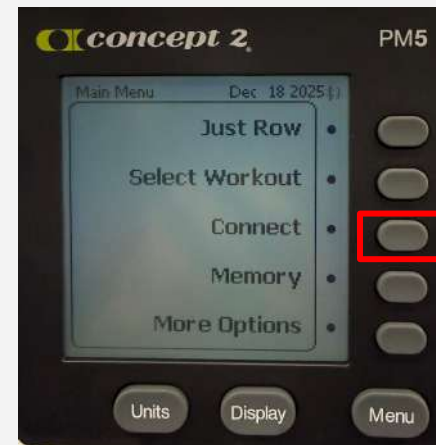 concept 2
PM5
Main Menu Dec 18 2025
Just Row
Select Workout
Connect
Memory
More Options
Units Display Menu